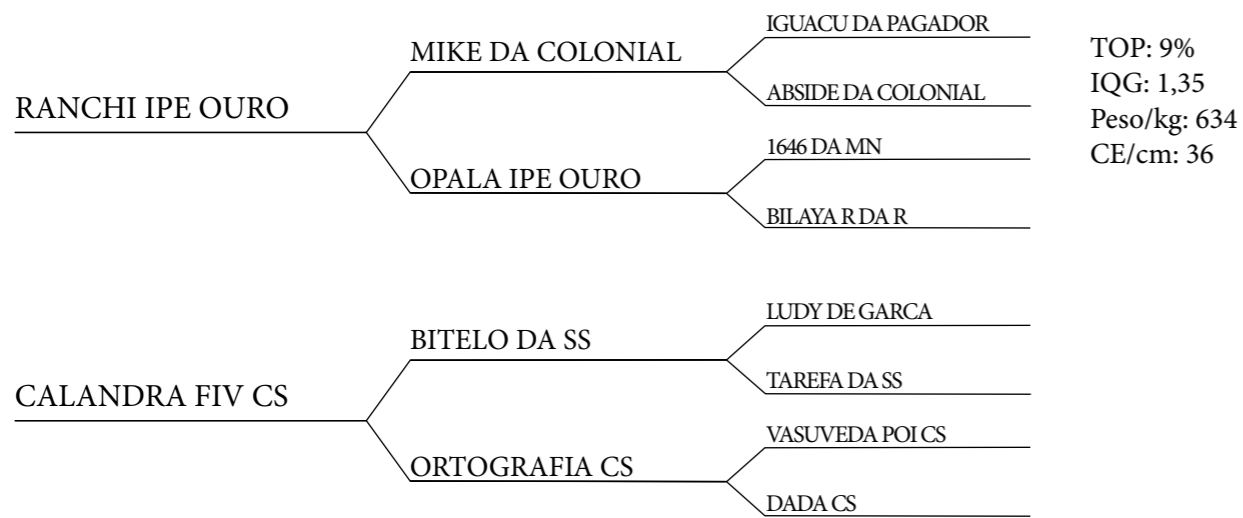 IGUACU DA PAGADOR
MIKE DA COLONIAL
ABSIDE DA COLONIAL
RANCHI IPE OURO
1646 DA MN
OPALA IPE OURO
BILAYA R DA R
TOP: 9%
IQG: 1,35
Peso/kg: 634
CE/cm: 36
LUDY DE GARCA
BITELO DA SS
TAREFA DA SS
CALANDRA FIV CS
VASUVEDA POI CS
ORTOGRAFIA CS
DADA CS